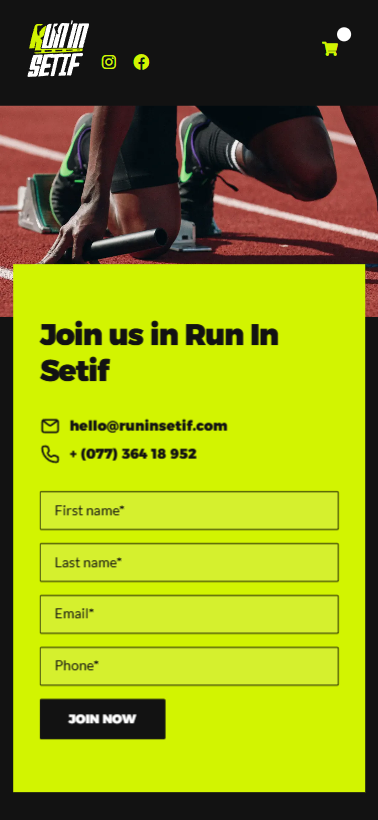 RUN'IN
SETIF
Join us in Run In
Setif
hello@runinsetif.com
+ (077) 364 18 952
First name*
Last name*
Email*
Phone*
JOIN NOW